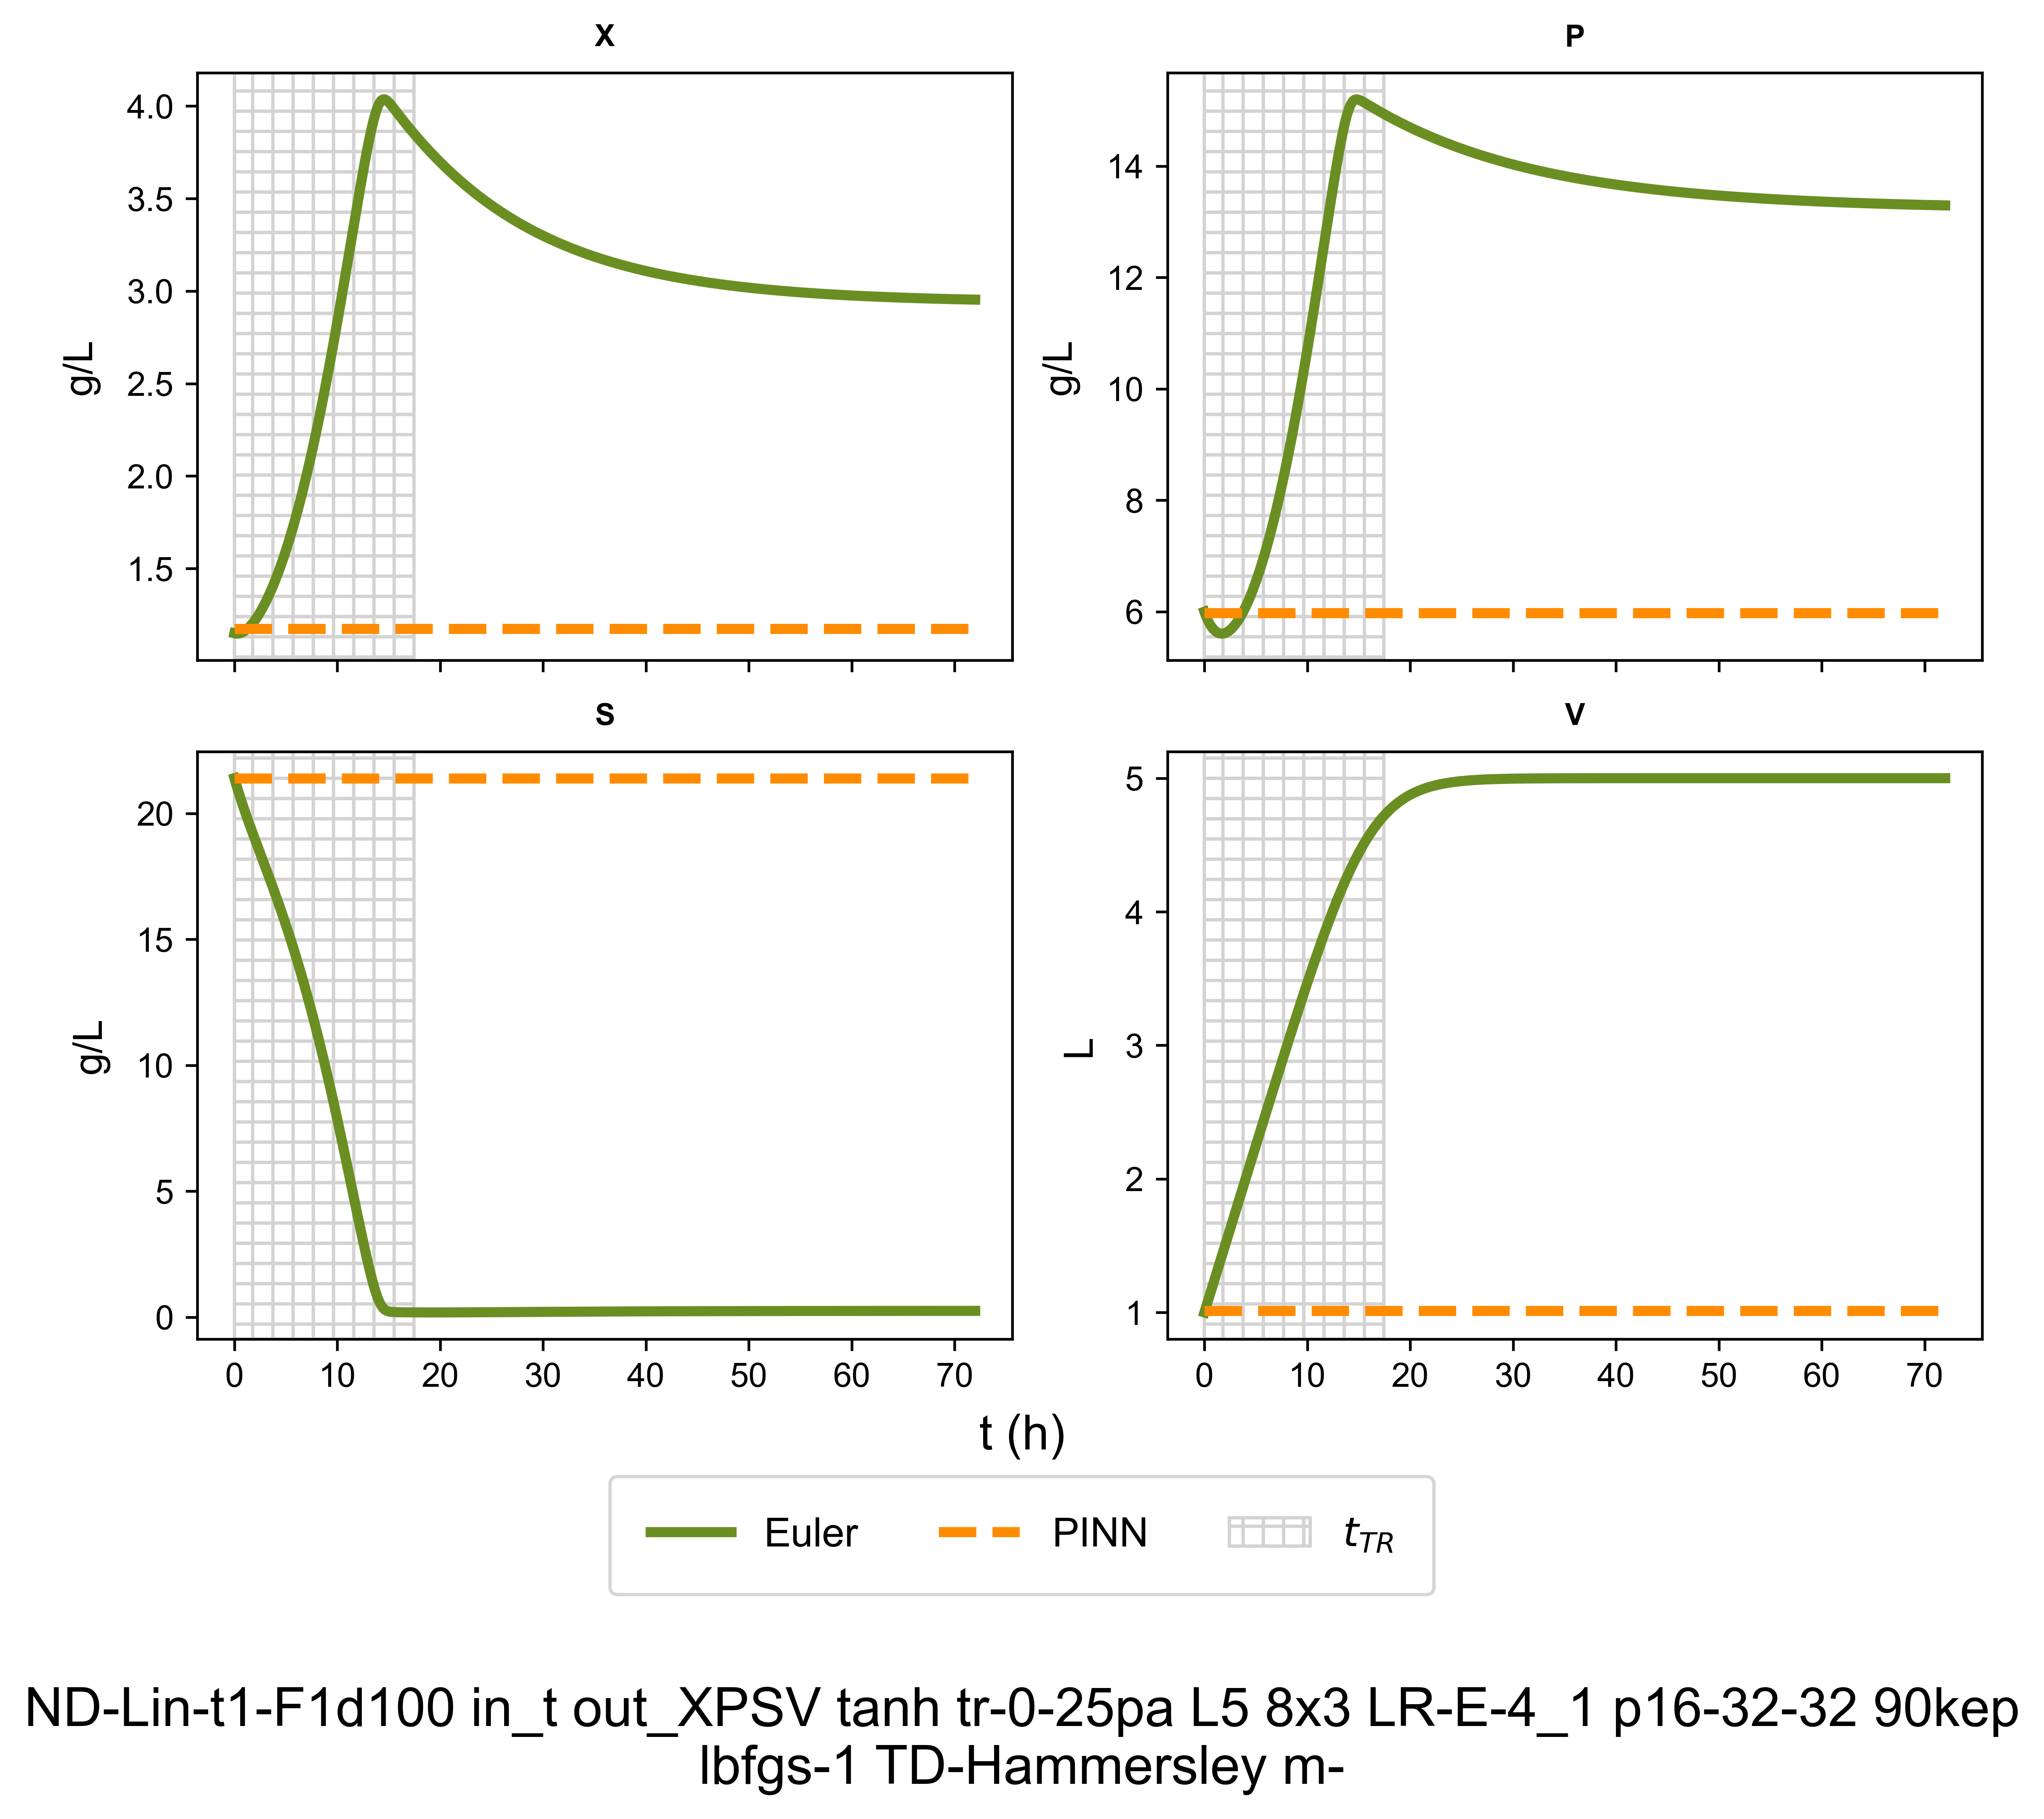 X
P
4.0
3.5
3.0
2.5
2.0
1.5
g/L
14
12
10
8
6
g/L
S
V
20
15
10
5
0
g/L
5
4
3
2
1
L
0 10 20 30 40 50 60 70
0 10 20 30 40 50 60 70
t (h)
Euler PINN t_{TR}
ND-Lin-t1-F1d100 in_t out_XPSV tanh tr-0-25pa L5 8x3 LR-E-4_1 p16-32-32 90kep
lbfgs-1 TD-Hammersley m-